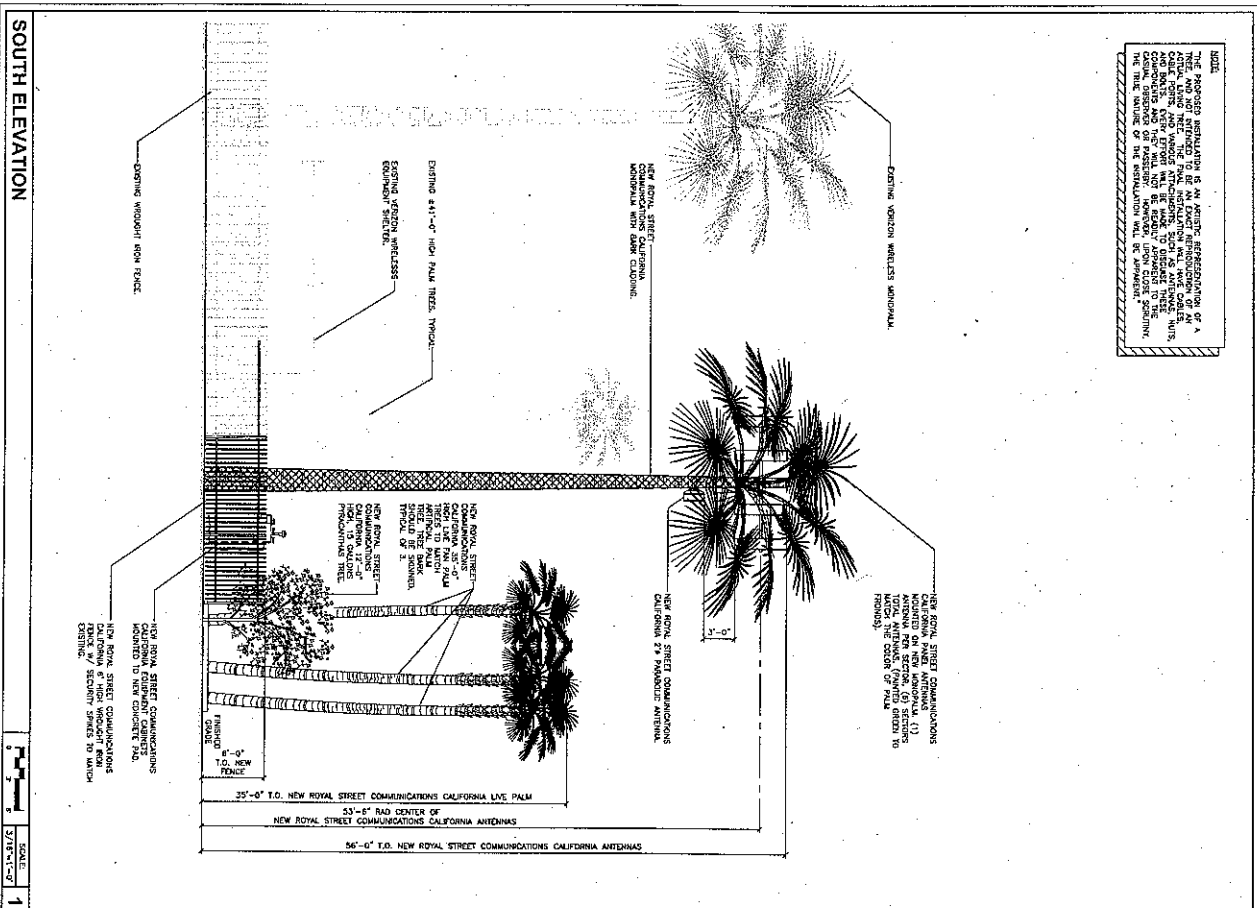 NOTE:
"THE PROPOSED INSTALLATION IS AN ARTISTIC REPRESENTATION OF A
TREE, AND NOT INTENDED TO BE AN EXACT REPRODUCTION OF AN
ACTUAL LIVING TREE. THE FINAL INSTALLATION WILL HAVE CABLES,
CABLE PORTS, AND VARIOUS ATTACHMENTS, SUCH AS ANTENNAS, NUTS,
AND BOLTS. EVERY EFFORT WILL BE MADE TO DISGUISE THESE
COMPONENTS AND THEY WILL NOT BE READILY APPARENT TO THE
CASUAL OBSERVER OR PASSERBY. HOWEVER, UPON CLOSE SCRUTINY,
THE TRUE NATURE OF THE INSTALLATION WILL BE APPARENT."
EXISTING VERIZON WIRELESS MONOPALM.
NEW ROYAL STREET
COMMUNICATIONS CALIFORNIA
MONOPALM WITH BARK CLADDING.
EXISTING ±41'-0" HIGH PALM TREES, TYPICAL
EXISTING VERIZON WIRELESSS
EQUIPMENT SHELTER.
EXISTING WROUGHT IRON FENCE.
NEW ROYAL STREET COMMUNICATIONS
CALIFORNIA PANEL ANTENNAS
MOUNTED ON NEW MONOPALM. (1)
ANTENNA PER SECTOR, (6) SECTORS
TOTAL ANTENNAS. (PAINTED GREEN TO
MATCH THE COLOR OF PALM
FRONDS).
3'-0"
NEW ROYAL STREET COMMUNICATIONS
CALIFORNIA 2'ø PARABOLIC ANTENNA.
NEW ROYAL STREET
COMMUNICATIONS
CALIFORNIA 35'-0"
HIGH LIVE FAN PALM
TREES TO MATCH
ARTIFICIAL PALM
TREE. TREE BARK
SHOULD BE SKINNED,
TYPICAL OF 3.
NEW ROYAL STREET
COMMUNICATIONS
CALIFORNIA 12'-0"
HIGH, 15 GALLONS
PYRACANTHAS TREE.
FINISHED
GRADE
6'-0"
T.O. NEW
FENCE
35'-0" T.O. NEW ROYAL STREET COMMUNICATIONS CALIFORNIA LIVE PALM
53'-6" RAD CENTER OF
NEW ROYAL STREET COMMUNICATIONS CALIFORNIA ANTENNAS
56'-0" T.O. NEW ROYAL STREET COMMUNICATIONS CALIFORNIA ANTENNAS
NEW ROYAL STREET COMMUNICATIONS
CALIFORNIA EQUIPMENT CABINETS
MOUNTED TO NEW CONCRETE PAD.
NEW ROYAL STREET COMMUNICATIONS
CALIFORNIA 6' HIGH WROUGHT IRON
FENCE W/ SECURITY SPIKES TO MATCH
EXISTING.
SOUTH ELEVATION
SCALE:
3/16"=1'-0"
1